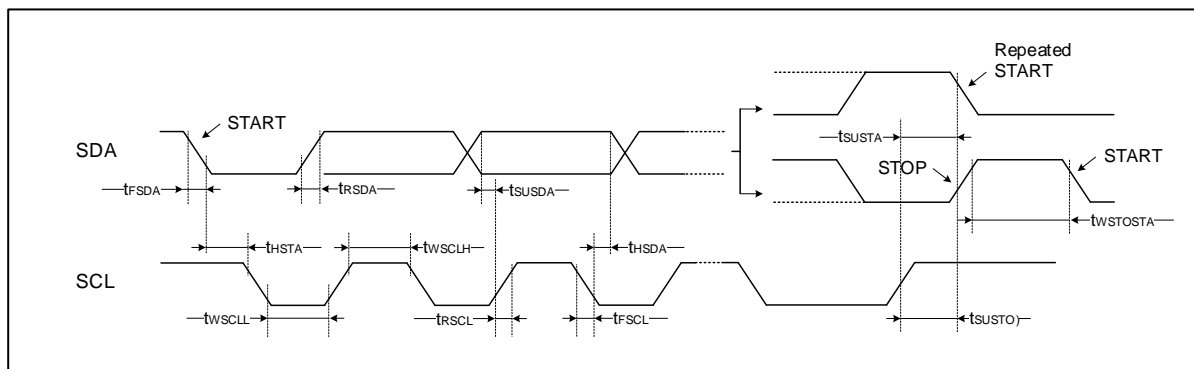 Repeated
START
START
tSUSTA
SDA
STOP
START
tFSDA
tRSDA
tSUSDA
tWSTOSTA
tHSTA
tWSCLH
tHSDA
SCL
tWSCLL
tRSCL
tFSCL
tSUSTO)